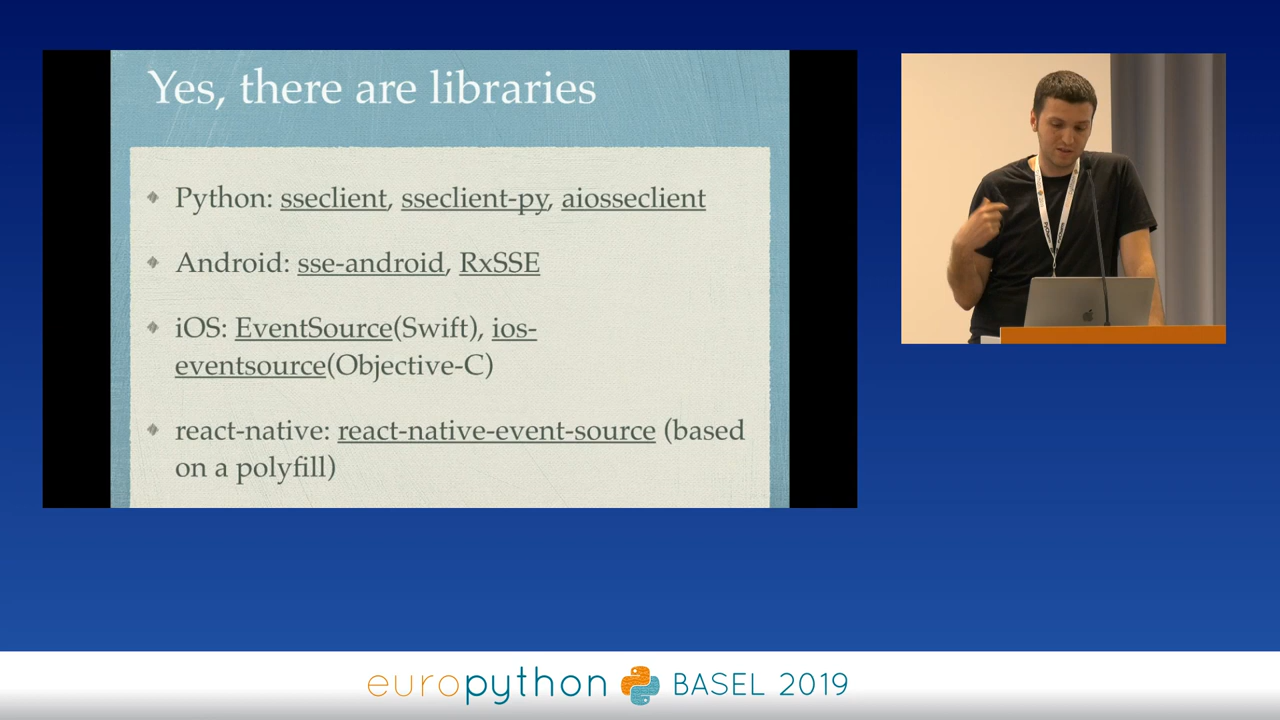 Yes, there are libraries
Python: sseclient, sseclient-py, aiosseclient
Android: sse-android, RxSSE
iOS: EventSource(Swift), ios-
eventsource(Objective-C)
react-native: react-native-event-source (based
on a polyfill)
europython BASEL 2019